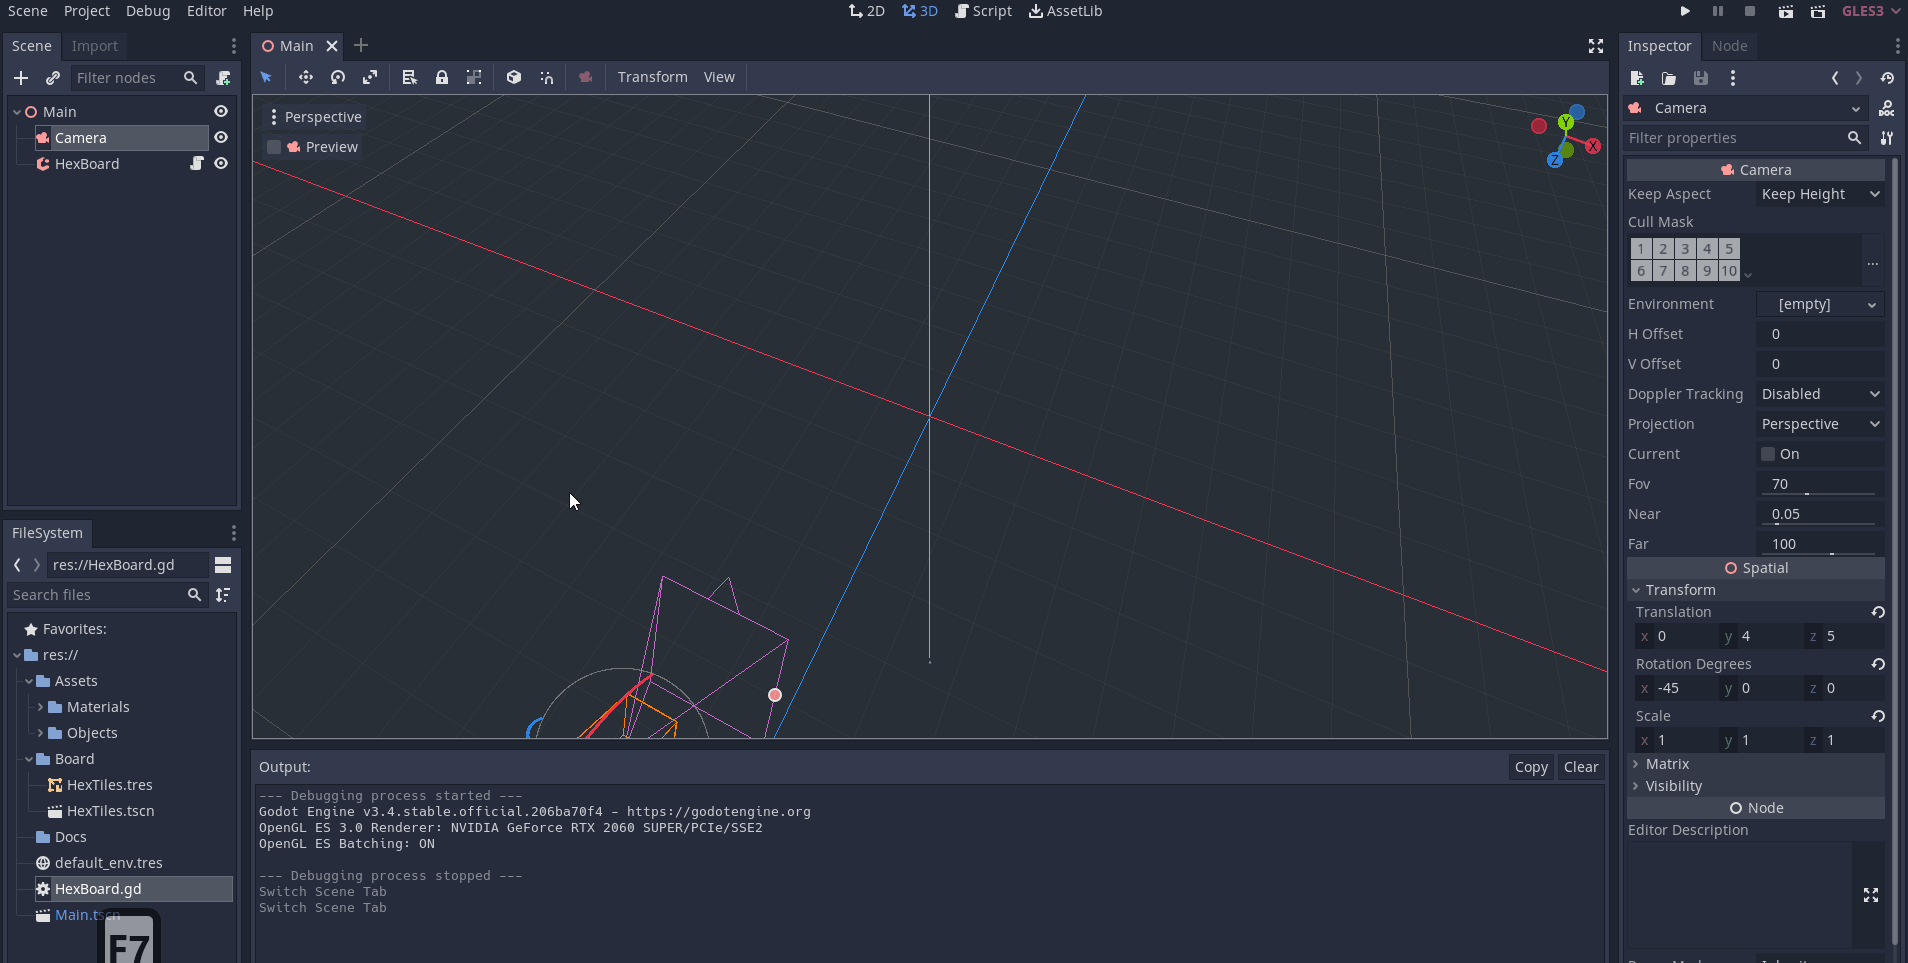 Scene Project Debug Editor Help
2D 3D Script AssetLib
GLES3
Scene Import
Filter nodes
Main
Camera
HexBoard
FileSystem
res://HexBoard.gd
Search files
Favorites:
res://
Assets
Materials
Objects
Board
HexTiles.tres
HexTiles.tscn
Docs
default_env.tres
HexBoard.gd
Main.tscn
F7
Main
Transform View
Perspective
Preview
Y
X
Z
Output:
Copy Clear
--- Debugging process started ---
Godot Engine v3.4.stable.official.206ba70f4 - https://godotengine.org
OpenGL ES 3.0 Renderer: NVIDIA GeForce RTX 2060 SUPER/PCIe/SSE2
OpenGL ES Batching: ON
--- Debugging process stopped ---
Switch Scene Tab
Switch Scene Tab
Inspector Node
Camera
Filter properties
Camera
Keep Aspect Keep Height
Cull Mask
1 2 3 4 5
6 7 8 9 10
...
Environment [empty]
H Offset 0
V Offset 0
Doppler Tracking Disabled
Projection Perspective
Current On
Fov 70
Near 0.05
Far 100
Spatial
Transform
Translation
x 0 y 4 z 5
Rotation Degrees
x -45 y 0 z 0
Scale
x 1 y 1 z 1
Matrix
Visibility
Node
Editor Description